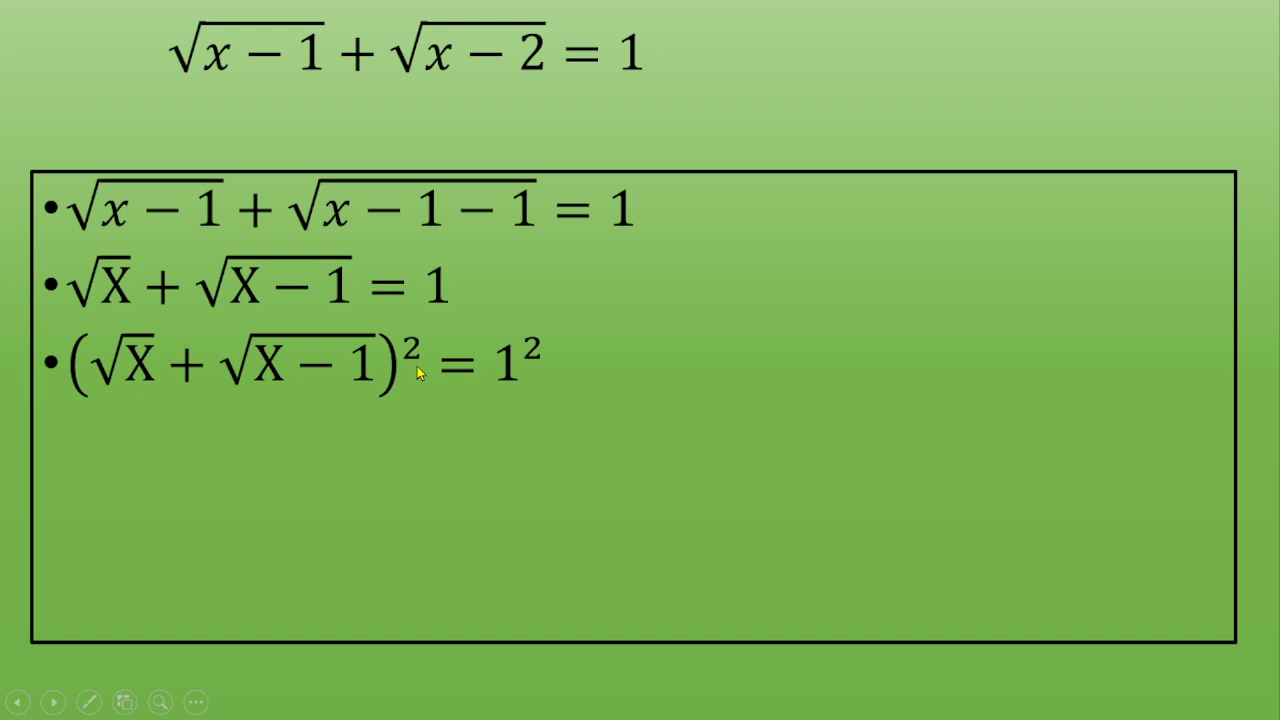 √(x − 1) + √(x − 2) = 1
• √(x − 1) + √(x − 1 − 1) = 1
• √X + √(X − 1) = 1
• (√X + √(X − 1))² = 1²